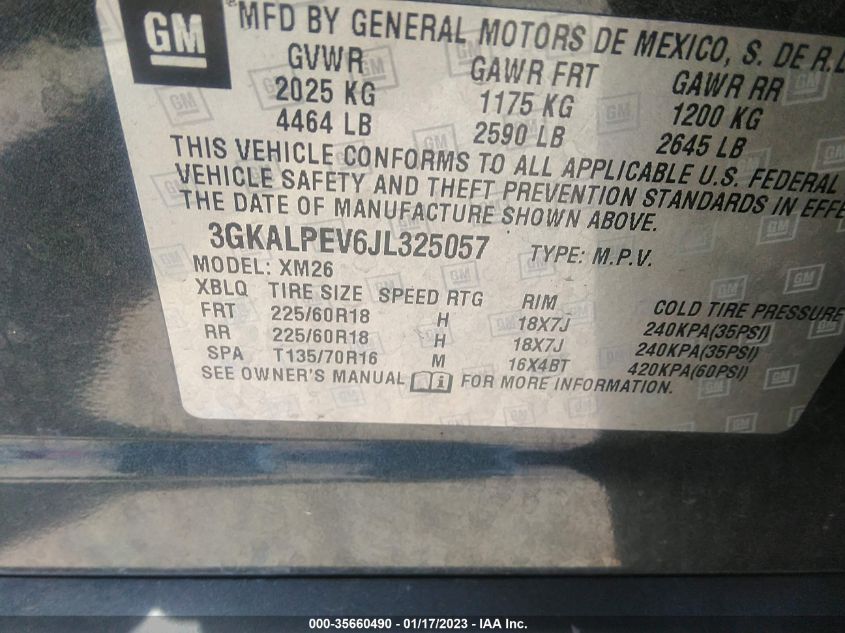 GM
® MFD BY GENERAL MOTORS DE MEXICO, S. DE R.L
GVWR GAWR FRT GAWR RR
2025 KG 1175 KG 1200 KG
4464 LB 2590 LB 2645 LB
THIS VEHICLE CONFORMS TO ALL APPLICABLE U.S. FEDERAL
VEHICLE SAFETY AND THEFT PREVENTION STANDARDS IN EFFE
THE DATE OF MANUFACTURE SHOWN ABOVE.
3GKALPEV6JL325057 TYPE: M.P.V.
MODEL: XM26
XBLQ TIRE SIZE SPEED RTG RIM COLD TIRE PRESSURE
FRT 225/60R18 H 18X7J 240KPA(35PSI)
RR 225/60R18 H 18X7J 240KPA(35PSI)
SPA T135/70R16 M 16X4BT 420KPA(60PSI)
SEE OWNER'S MANUAL i FOR MORE INFORMATION.
000-35660490 - 01/17/2023 - IAA Inc.